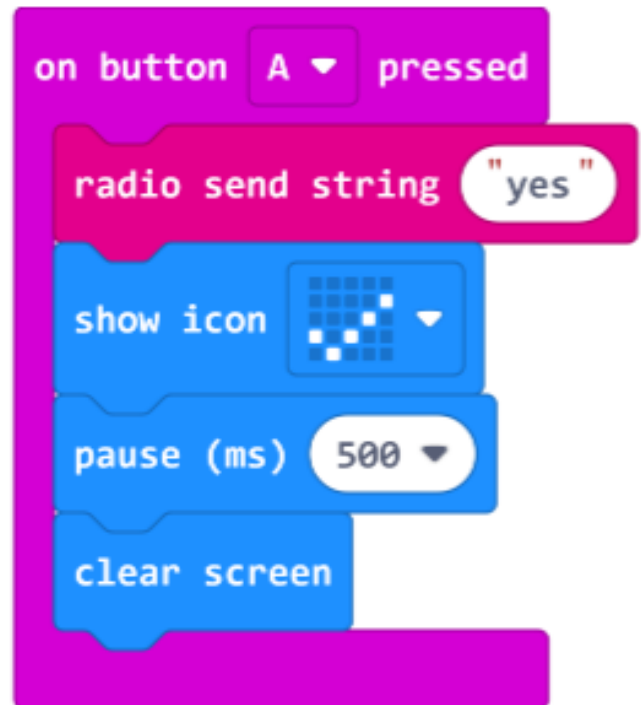 on button A pressed
radio send string "yes"
show icon
pause (ms) 500
clear screen